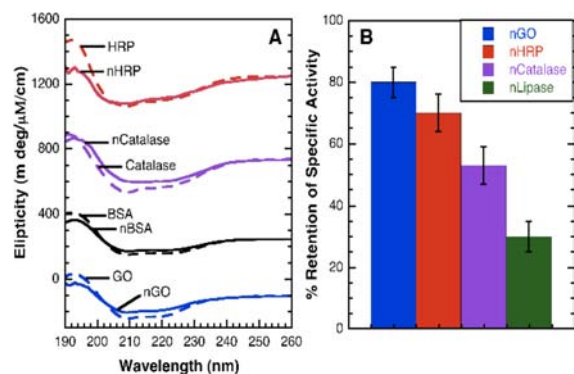 A
HRP
nHRP
nCatalase
Catalase
BSA
nBSA
GO
nGO
Elipticity (m deg/μM/cm)
1600
1200
800
400
0
190 200 210 220 230 240 250 260
Wavelength (nm)
B
nGO
nHRP
nCatalase
nLipase
% Retention of Specific Activity
100
80
60
40
20
0